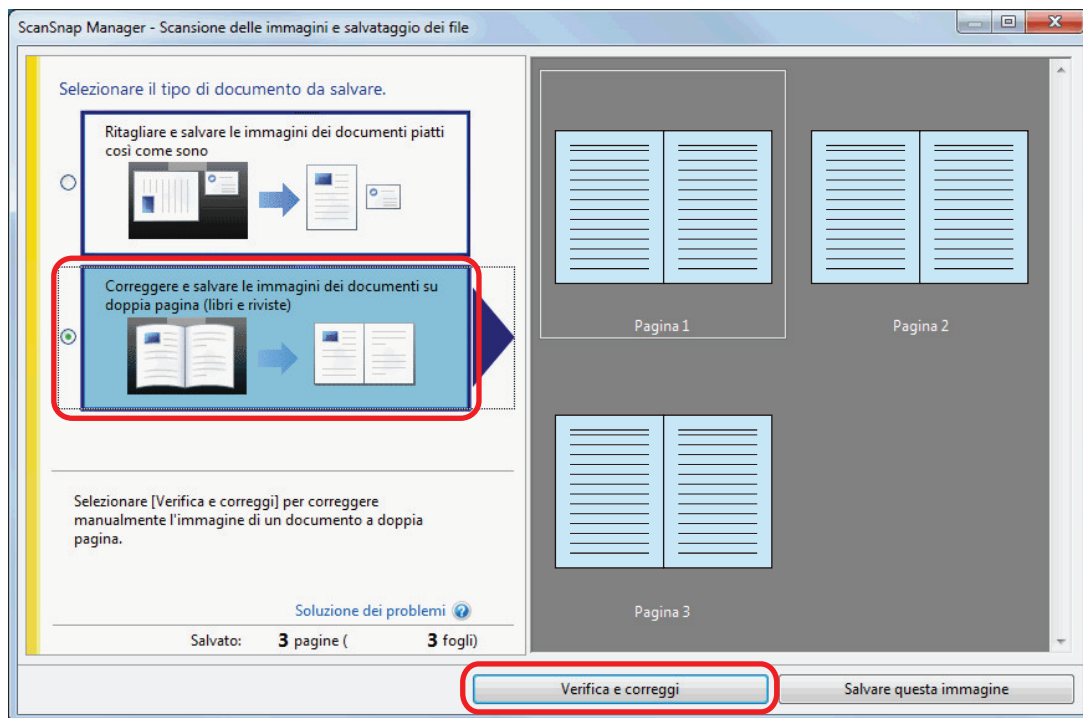 ScanSnap Manager - Scansione delle immagini e salvataggio dei file
Selezionare il tipo di documento da salvare.
Ritagliare e salvare le immagini dei documenti piatti
così come sono
Correggere e salvare le immagini dei documenti su
doppia pagina (libri e riviste)
Selezionare [Verifica e correggi] per correggere
manualmente l'immagine di un documento a doppia
pagina.
Soluzione dei problemi ?
Salvato: 3 pagine ( 3 fogli)
Pagina 1
Pagina 2
Pagina 3
Verifica e correggi
Salvare questa immagine